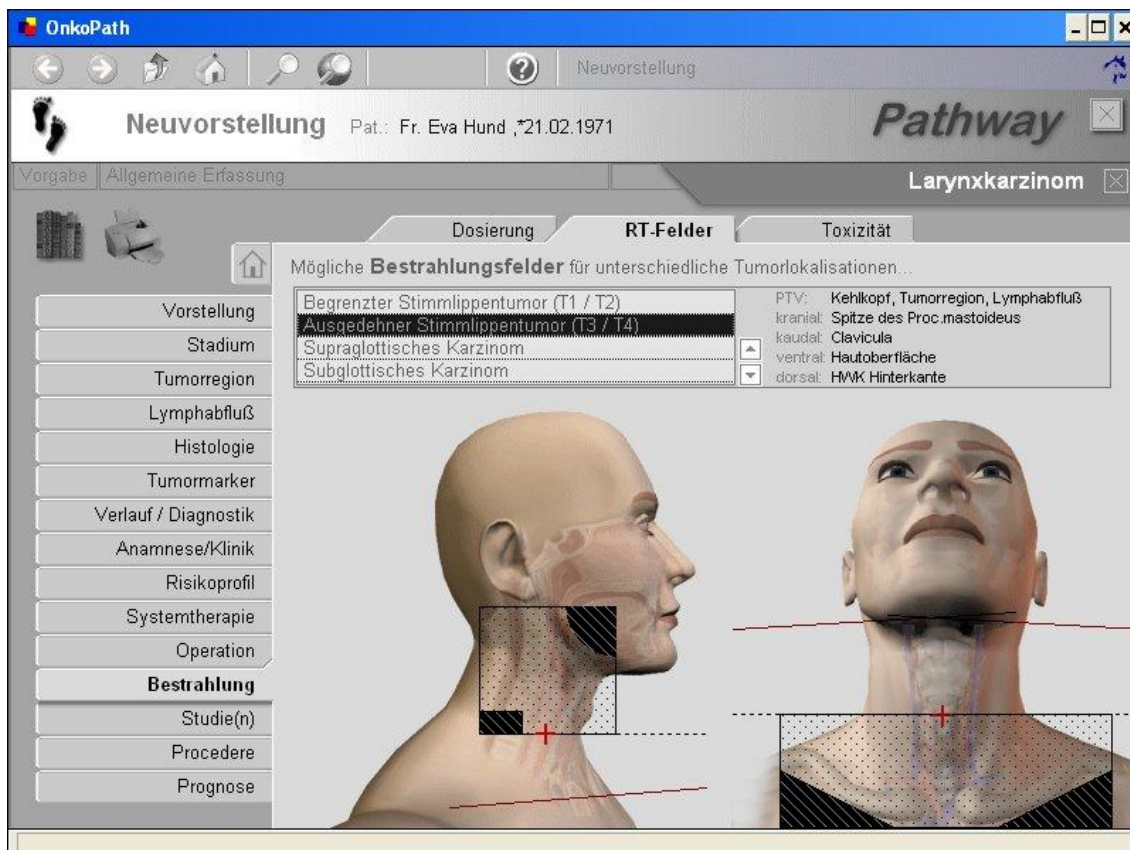 OnkoPath
Neuvorstellung
Neuvorstellung Pat.: Fr. Eva Hund ,*21.02.1971
Pathway
Vorgabe Allgemeine Erfassung
Larynxkarzinom
Dosierung RT-Felder Toxizität
Mögliche Bestrahlungsfelder für unterschiedliche Tumorlokalisationen...
Begrenzter Stimmlippentumor (T1 / T2)
Ausgedehner Stimmlippentumor (T3 / T4)
Supraglottisches Karzinom
Subglottisches Karzinom
PTV: Kehlkopf, Tumorregion, Lymphabfluß
kranial: Spitze des Proc.mastoideus
kaudal: Clavicula
ventral: Hautoberfläche
dorsal: HWK Hinterkante
Vorstellung
Stadium
Tumorregion
Lymphabfluß
Histologie
Tumormarker
Verlauf / Diagnostik
Anamnese/Klinik
Risikoprofil
Systemtherapie
Operation
Bestrahlung
Studie(n)
Procedere
Prognose